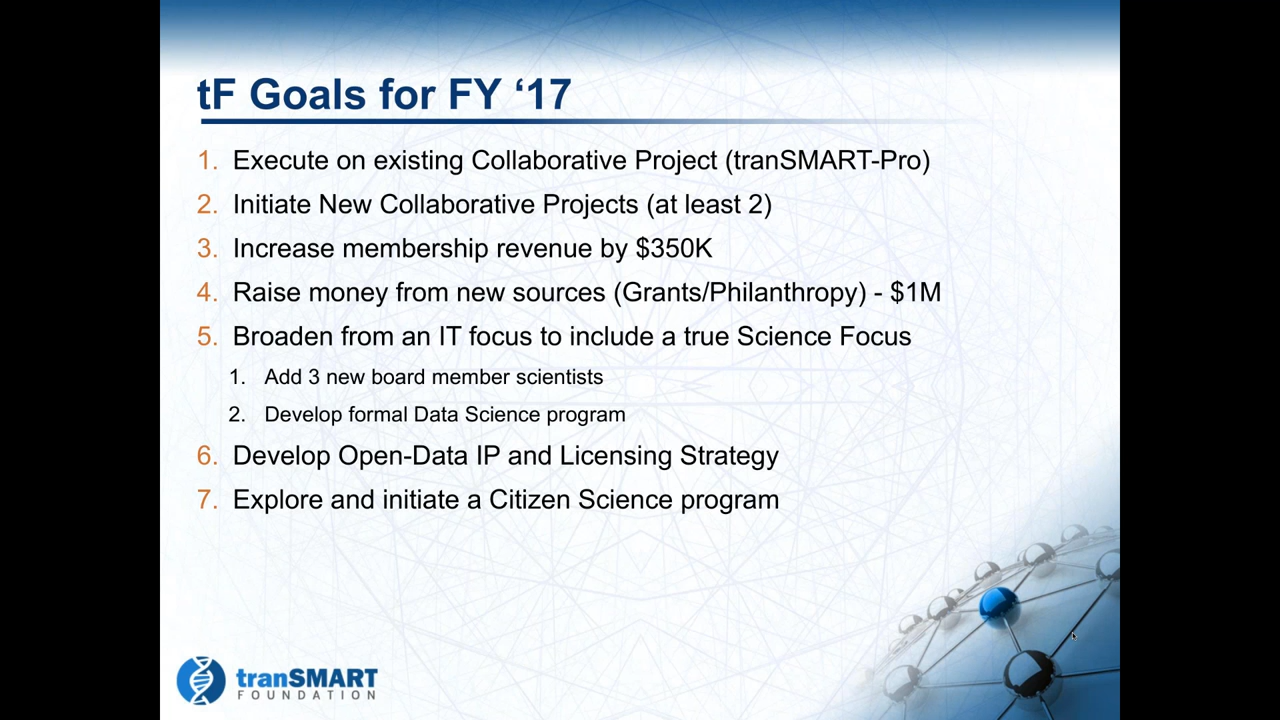 tF Goals for FY ‘17
1. Execute on existing Collaborative Project (tranSMART-Pro)
2. Initiate New Collaborative Projects (at least 2)
3. Increase membership revenue by $350K
4. Raise money from new sources (Grants/Philanthropy) - $1M
5. Broaden from an IT focus to include a true Science Focus
1. Add 3 new board member scientists
2. Develop formal Data Science program
6. Develop Open-Data IP and Licensing Strategy
7. Explore and initiate a Citizen Science program
tranSMART
FOUNDATION